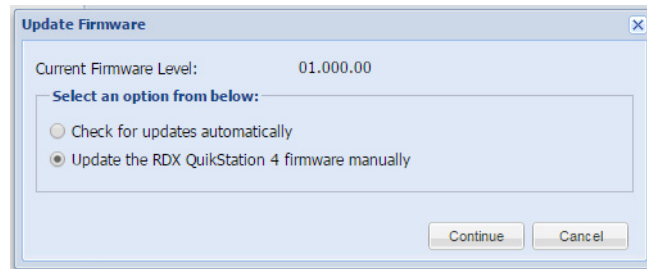 Update Firmware
Current Firmware Level: 01.000.00
Select an option from below:
Check for updates automatically
Update the RDX QuikStation 4 firmware manually
Continue Cancel